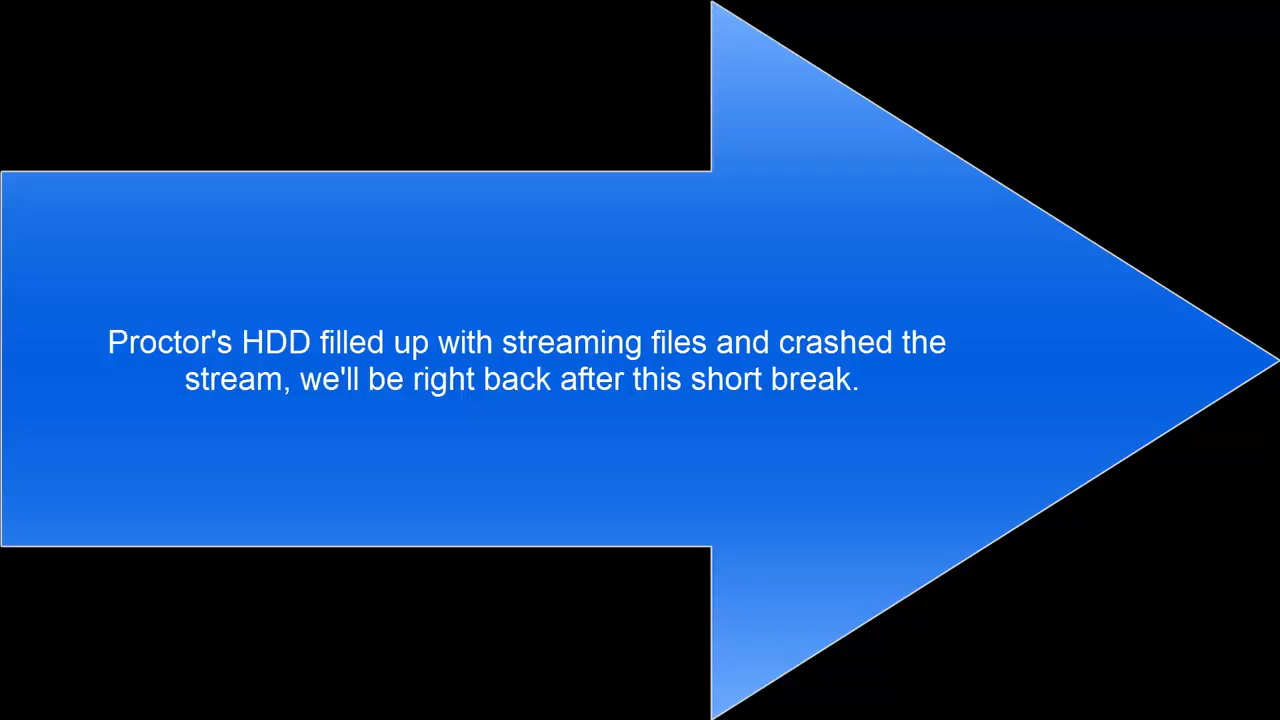 Proctor's HDD filled up with streaming files and crashed the
stream, we'll be right back after this short break.